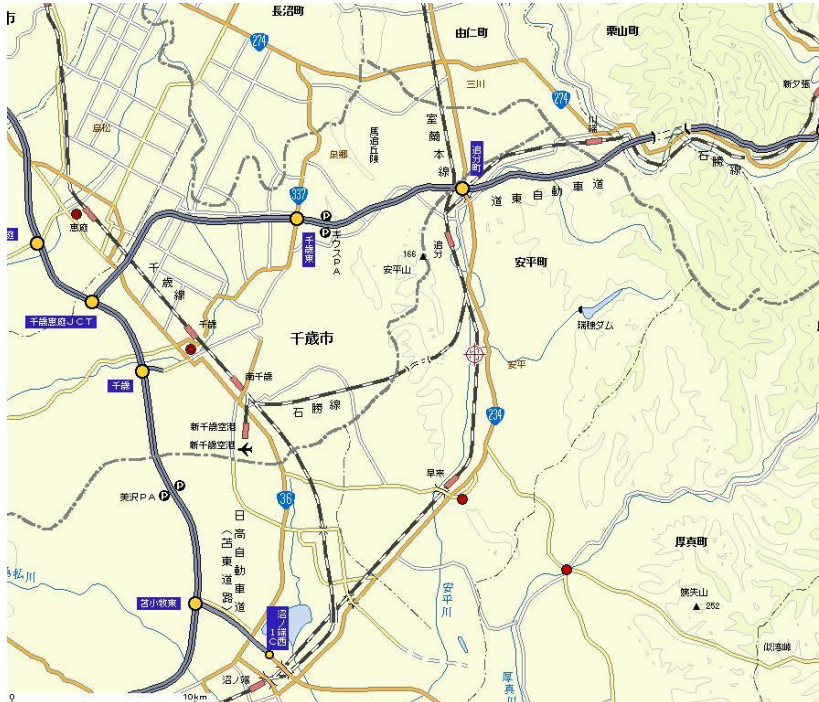 市
長沼町
274
由仁町
栗山町
三川
新夕張
274
島松
泉郷
馬追丘陵
室蘭本線
追分町
川端
石勝線
道東自動車道
337
恵庭
キウスPA
千歳東
追分
166
安平山
安平町
千歳線
千歳恵庭JCT
瑞穂ダム
千歳
千歳市
千歳
南千歳
安平
石勝線
新千歳空港
新千歳空港
234
早来
美沢PA
36
日高自動車道
(苫東道路)
厚真町
安平川
苫小牧東
沼ノ端西IC
252
似湾峠
沼ノ端
厚真川
0
10km